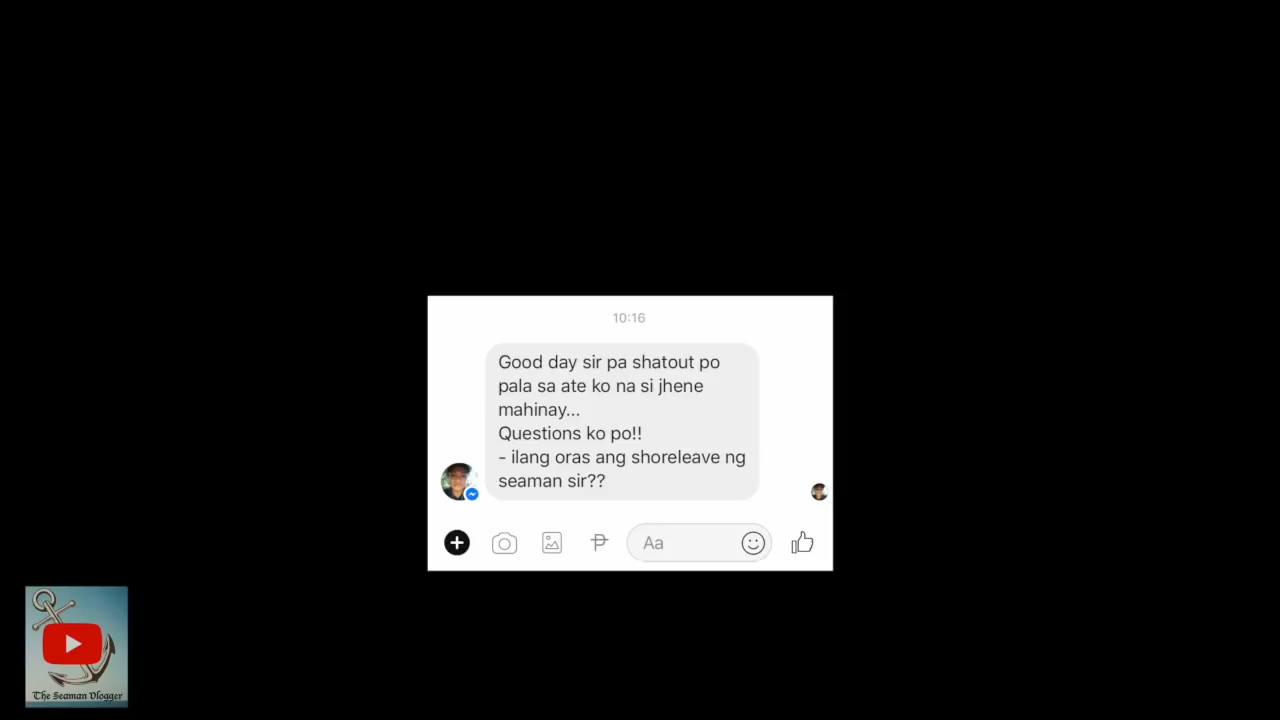 10:16
Good day sir pa shatout po
pala sa ate ko na si jhene
mahinay...
Questions ko po!!
- ilang oras ang shoreleave ng
seaman sir??
Aa
The Seaman Vlogger